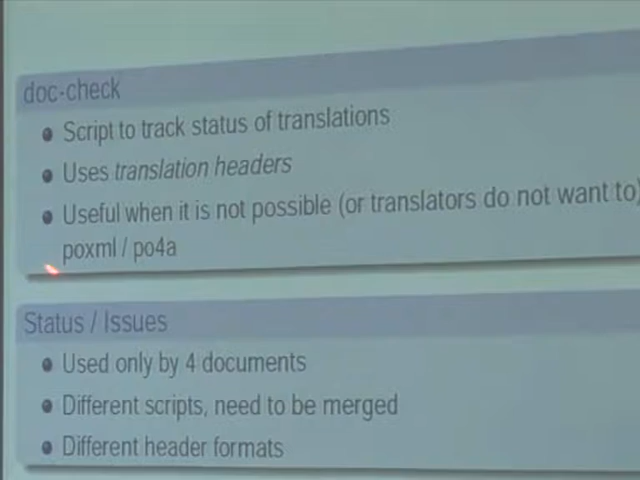 doc-check
Script to track status of translations
Uses translation headers
Useful when it is not possible (or translators do not want to)
poxml / po4a
Status / Issues
Used only by 4 documents
Different scripts, need to be merged
Different header formats